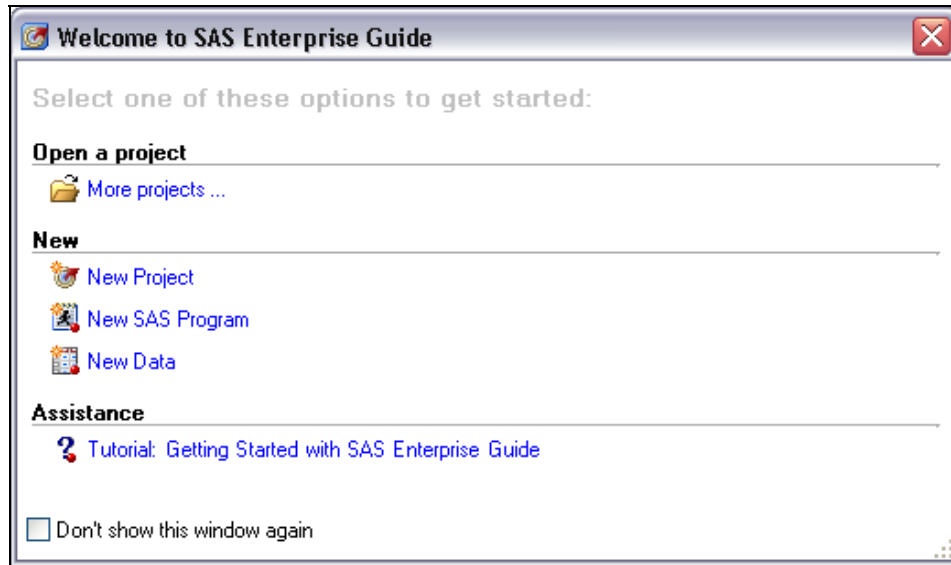 Welcome to SAS Enterprise Guide
Select one of these options to get started:
Open a project
More projects ...
New
New Project
New SAS Program
New Data
Assistance
Tutorial: Getting Started with SAS Enterprise Guide
Don't show this window again